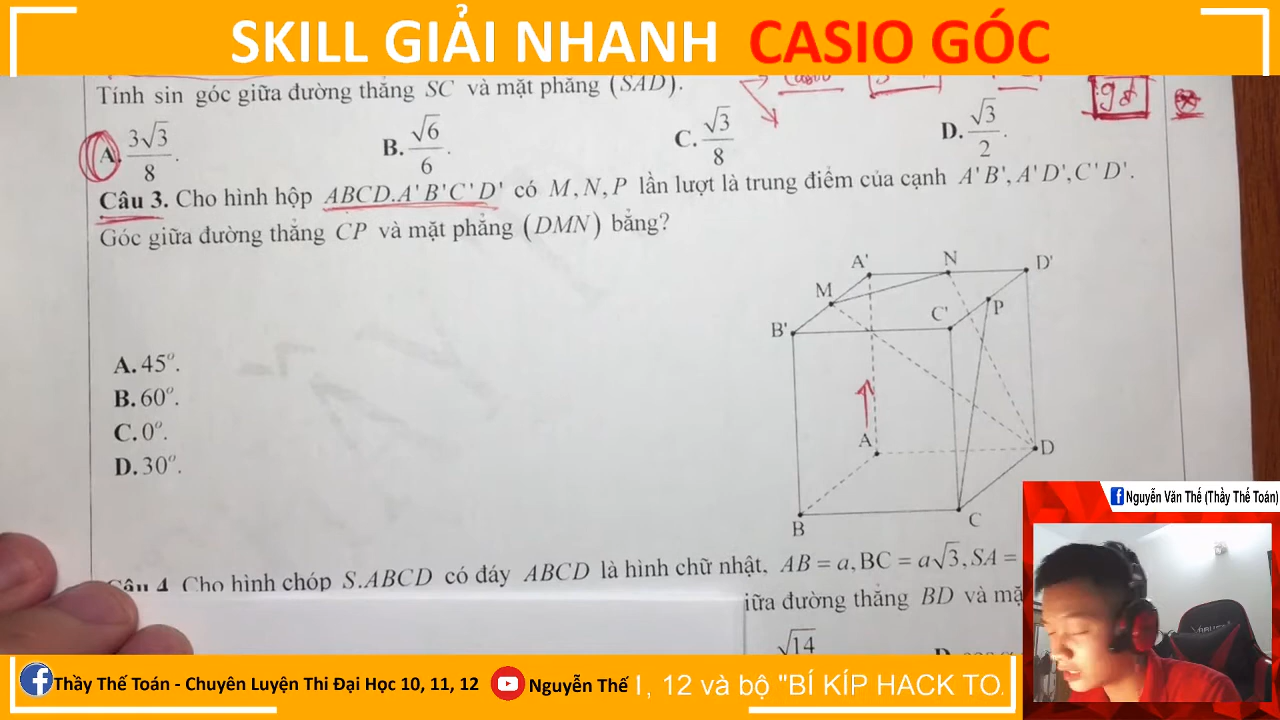 SKILL GIẢI NHANH CASIO GÓC
Tính sin góc giữa đường thẳng SC và mặt phẳng (SAD).
A. 3√3/8. B. √6/6. C. √3/8 D. √3/2.
Câu 3. Cho hình hộp ABCD.A'B'C'D' có M,N,P lần lượt là trung điểm của cạnh A'B', A'D', C'D'.
Góc giữa đường thẳng CP và mặt phẳng (DMN) bằng?
A' N D'
M C' P
B'
A. 45°.
B. 60°.
C. 0°.
D. 30°.
A D
B C
Câu 4 Cho hình chóp S.ABCD có đáy ABCD là hình chữ nhật, AB = a, BC = a√3, SA =
iữa đường thẳng BD và mặ
√14
Nguyễn Văn Thế (Thầy Thế Toán)
Thầy Thế Toán - Chuyên Luyện Thi Đại Học 10, 11, 12 Nguyễn Thế 1, 12 và bộ "BÍ KÍP HACK TO.